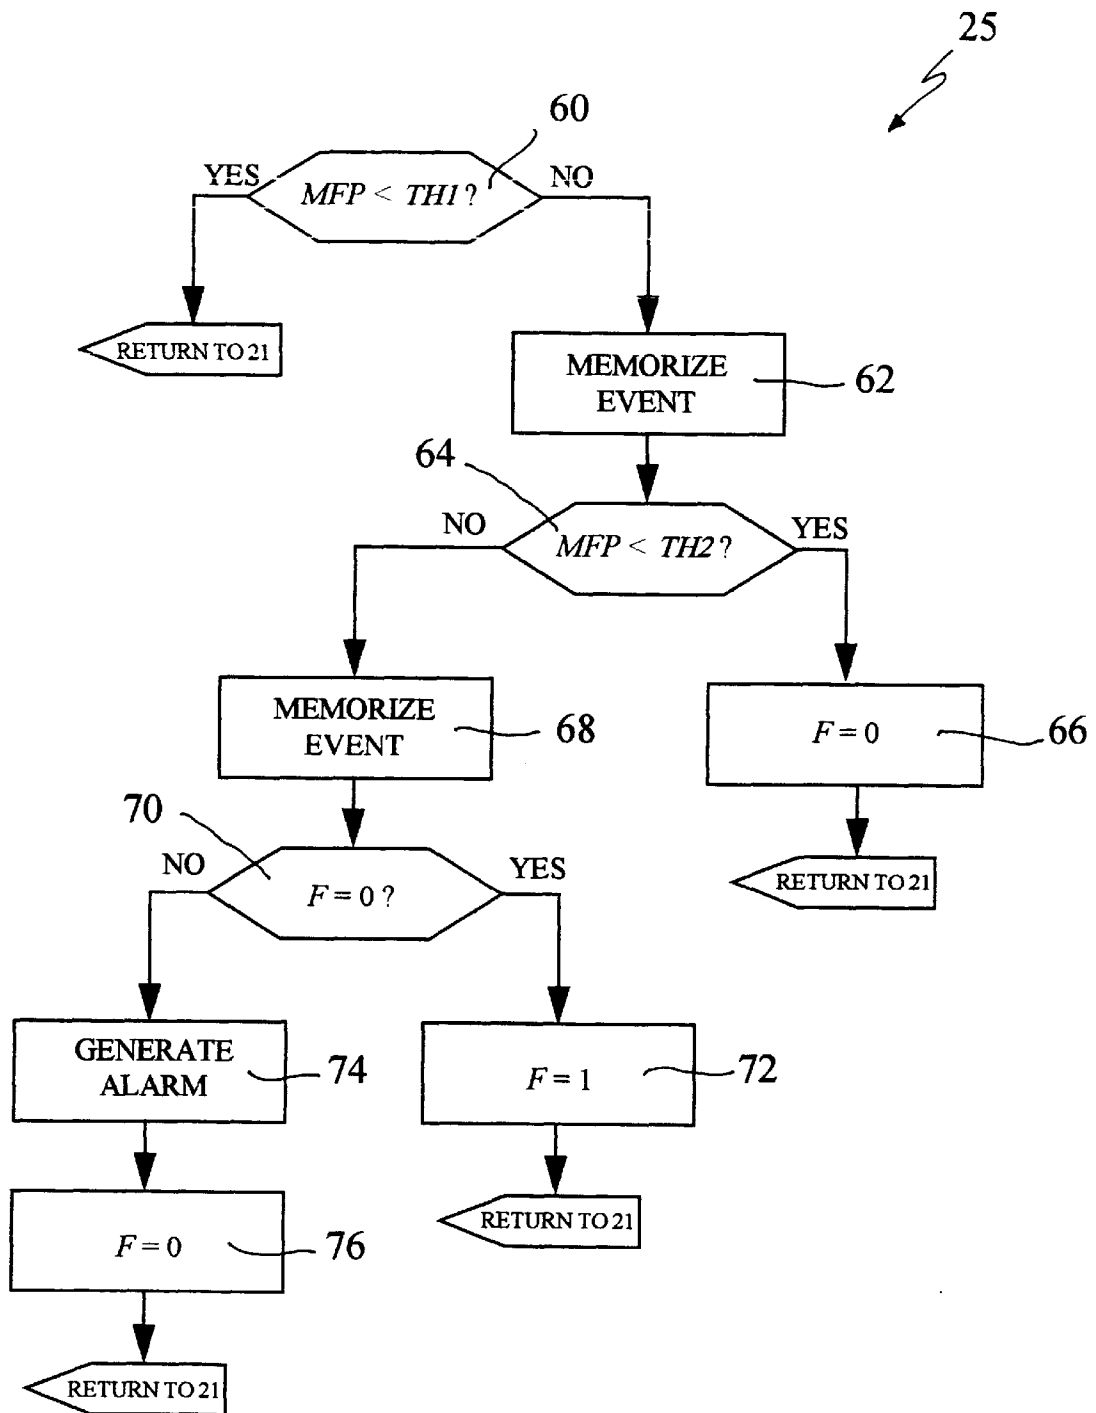 25
60
YES
MFP < TH1 ?
NO
RETURN TO 21
MEMORIZE
EVENT
62
64
NO
MFP < TH2 ?
YES
MEMORIZE
EVENT
68
F = 0
66
70
NO
F = 0 ?
YES
RETURN TO 21
GENERATE
ALARM
74
F = 1
72
F = 0
76
RETURN TO 21
RETURN TO 21